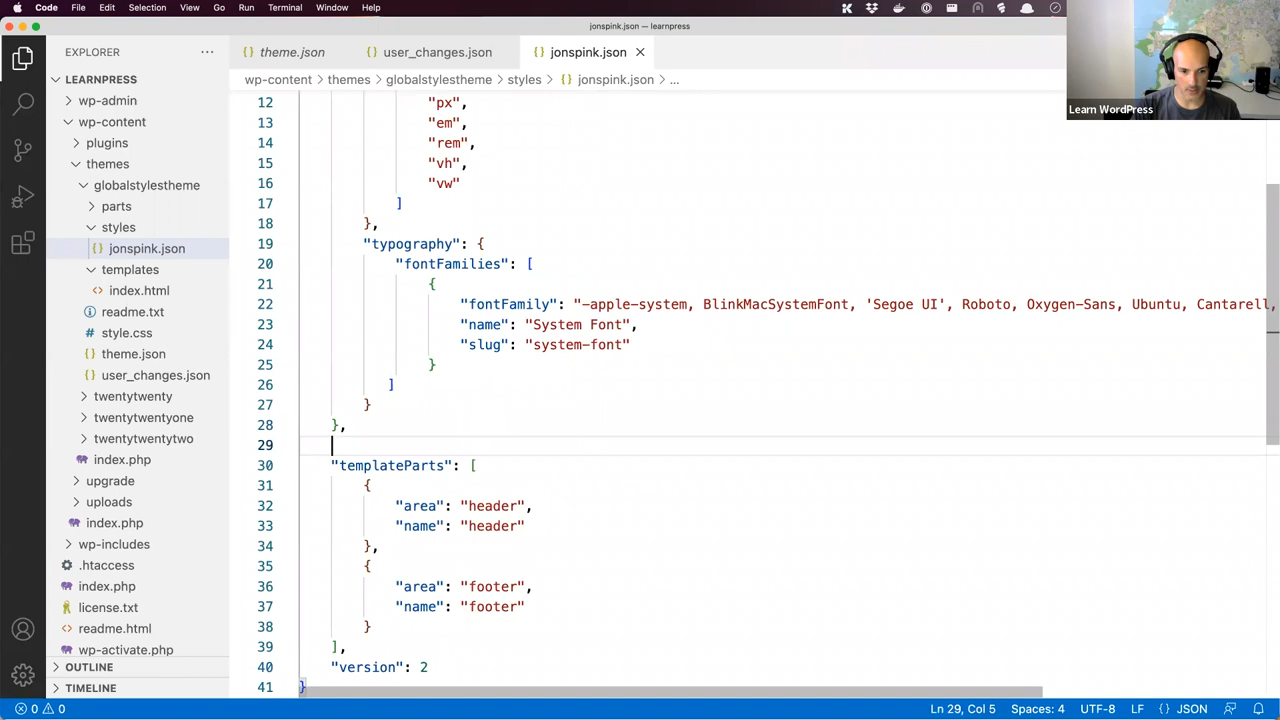 Code File Edit Selection View Go Run Terminal Window Help
jonspink.json — learnpress
EXPLORER
theme.json
user_changes.json
jonspink.json
wp-content > themes > globalstylestheme > styles > {} jonspink.json > ...
LEARNPRESS
wp-admin
wp-content
plugins
themes
globalstylestheme
parts
styles
{} jonspink.json
templates
<> index.html
readme.txt
# style.css
{} theme.json
{} user_changes.json
twentytwenty
twentytwentyone
twentytwentytwo
index.php
upgrade
uploads
index.php
wp-includes
.htaccess
index.php
license.txt
<> readme.html
wp-activate.php
OUTLINE
TIMELINE
12 "px",
13 "em",
14 "rem",
15 "vh",
16 "vw"
17 ]
18 },
19 "typography": {
20 "fontFamilies": [
21 {
22 "fontFamily": "-apple-system, BlinkMacSystemFont, 'Segoe UI', Roboto, Oxygen-Sans, Ubuntu, Cantarell,
23 "name": "System Font",
24 "slug": "system-font"
25 }
26 ]
27 }
28 },
29
30 "templateParts": [
31 {
32 "area": "header",
33 "name": "header"
34 },
35 {
36 "area": "footer",
37 "name": "footer"
38 }
39 ],
40 "version": 2
41 }
Learn WordPress
0 0
Ln 29, Col 5 Spaces: 4 UTF-8 LF {} JSON